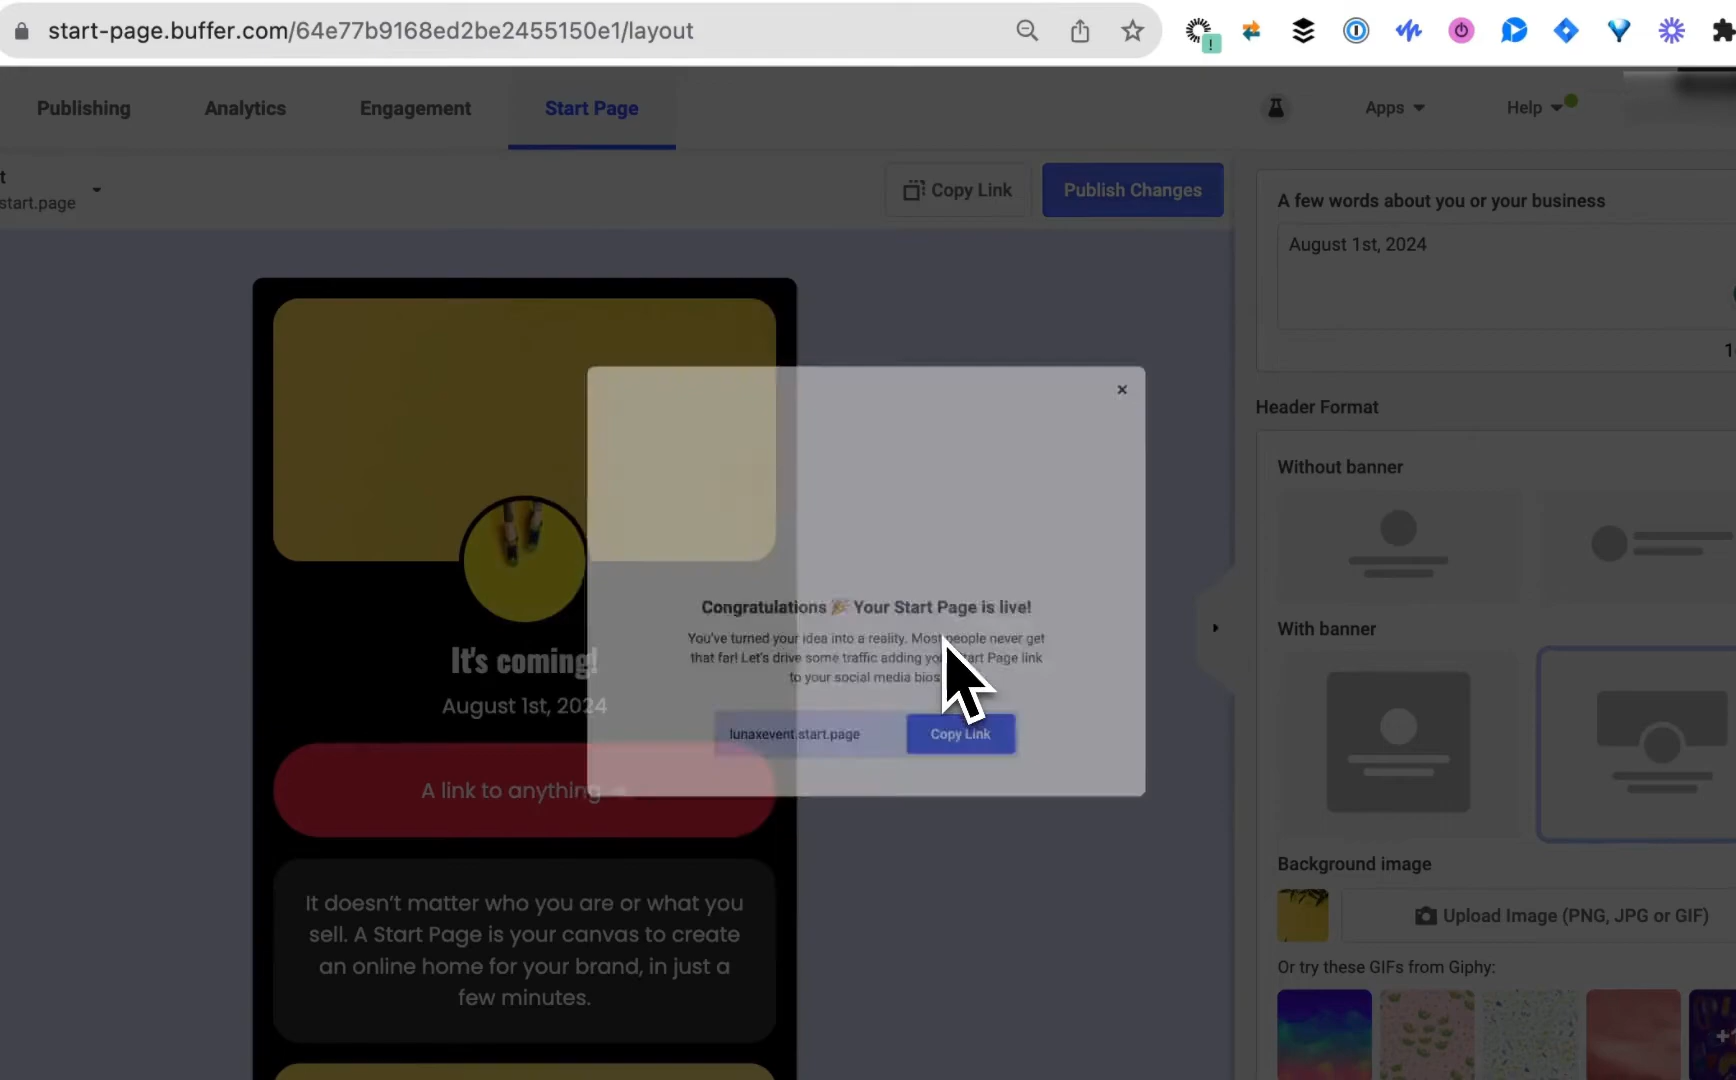 start-page.buffer.com/64e77b9168ed2be2455150e1/layout
Publishing
Analytics
Engagement
Start Page
Apps
Help
t
start.page
Copy Link
Publish Changes
A few words about you or your business
August 1st, 2024
Header Format
Without banner
With banner
Background image
Upload Image (PNG, JPG or GIF)
Or try these GIFs from Giphy:
It's coming!
August 1st, 2024
A link to anything
It doesn't matter who you are or what you
sell. A Start Page is your canvas to create
an online home for your brand, in just a
few minutes.
×
Congratulations 🎉 Your Start Page is live!
You've turned your idea into a reality. Most people never get
that far! Let's drive some traffic adding Start Page link
to your social media bios
lunaxevent.start.page
Copy Link